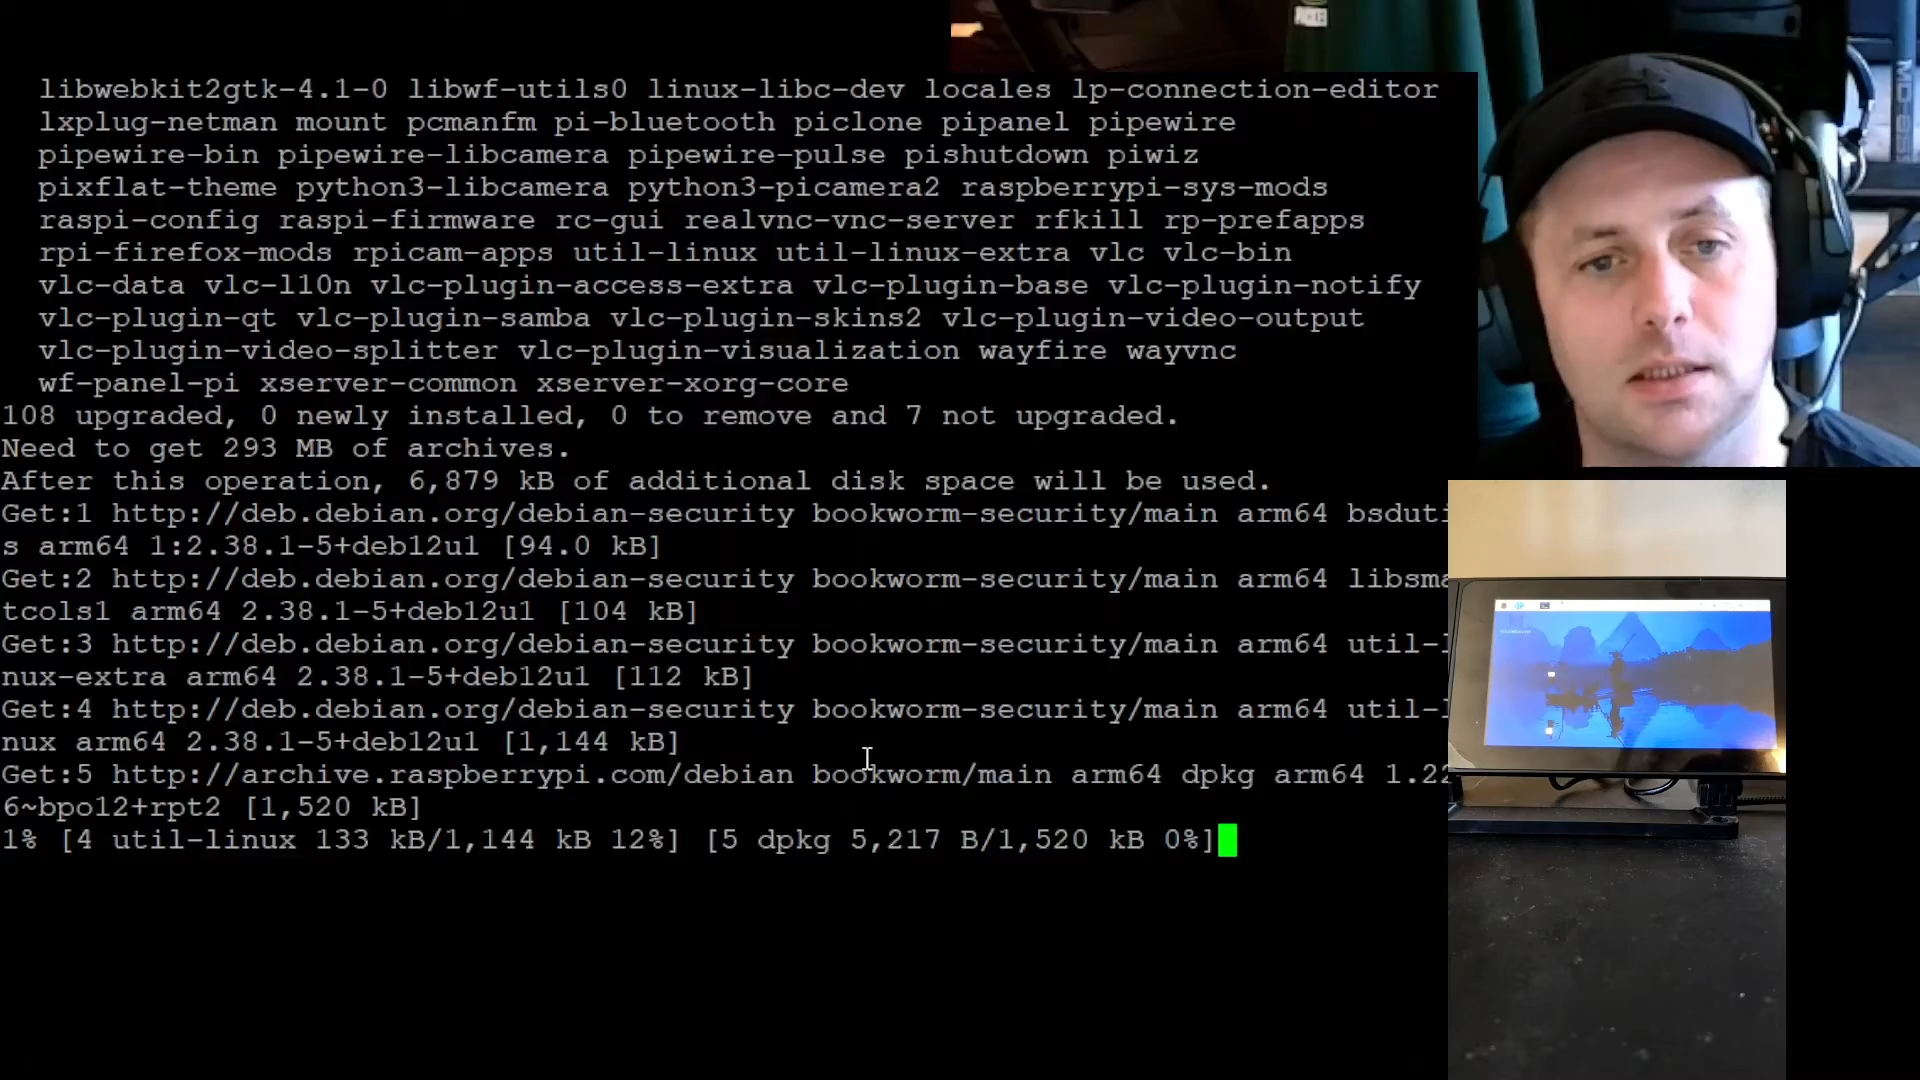 libwebkit2gtk-4.1-0 libwf-utils0 linux-libc-dev locales lp-connection-editor
lxplug-netman mount pcmanfm pi-bluetooth piclone pipanel pipewire
pipewire-bin pipewire-libcamera pipewire-pulse pishutdown piwiz
pixflat-theme python3-libcamera python3-picamera2 raspberrypi-sys-mods
raspi-config raspi-firmware rc-gui realvnc-vnc-server rfkill rp-prefapps
rpi-firefox-mods rpicam-apps util-linux util-linux-extra vlc vlc-bin
vlc-data vlc-l10n vlc-plugin-access-extra vlc-plugin-base vlc-plugin-notify
vlc-plugin-qt vlc-plugin-samba vlc-plugin-skins2 vlc-plugin-video-output
vlc-plugin-video-splitter vlc-plugin-visualization wayfire wayvnc
wf-panel-pi xserver-common xserver-xorg-core
108 upgraded, 0 newly installed, 0 to remove and 7 not upgraded.
Need to get 293 MB of archives.
After this operation, 6,879 kB of additional disk space will be used.
Get:1 http://deb.debian.org/debian-security bookworm-security/main arm64 bsduti
s arm64 1:2.38.1-5+deb12u1 [94.0 kB]
Get:2 http://deb.debian.org/debian-security bookworm-security/main arm64 libsma
tcols1 arm64 2.38.1-5+deb12u1 [104 kB]
Get:3 http://deb.debian.org/debian-security bookworm-security/main arm64 util-l
nux-extra arm64 2.38.1-5+deb12u1 [112 kB]
Get:4 http://deb.debian.org/debian-security bookworm-security/main arm64 util-l
nux arm64 2.38.1-5+deb12u1 [1,144 kB]
Get:5 http://archive.raspberrypi.com/debian bookworm/main arm64 dpkg arm64 1.22
6~bpo12+rpt2 [1,520 kB]
1% [4 util-linux 133 kB/1,144 kB 12%] [5 dpkg 5,217 B/1,520 kB 0%]